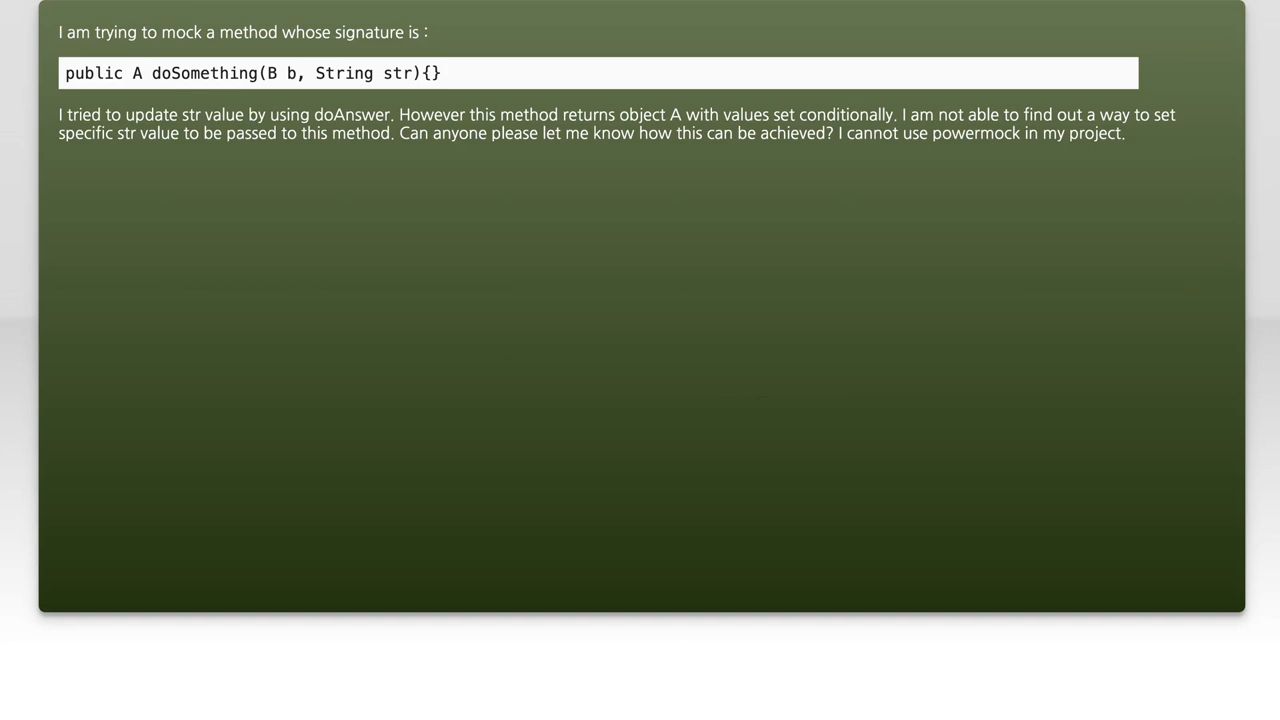 I am trying to mock a method whose signature is :
public A doSomething(B b, String str){}
I tried to update str value by using doAnswer. However this method returns object A with values set conditionally. I am not able to find out a way to set
specific str value to be passed to this method. Can anyone please let me know how this can be achieved? I cannot use powermock in my project.